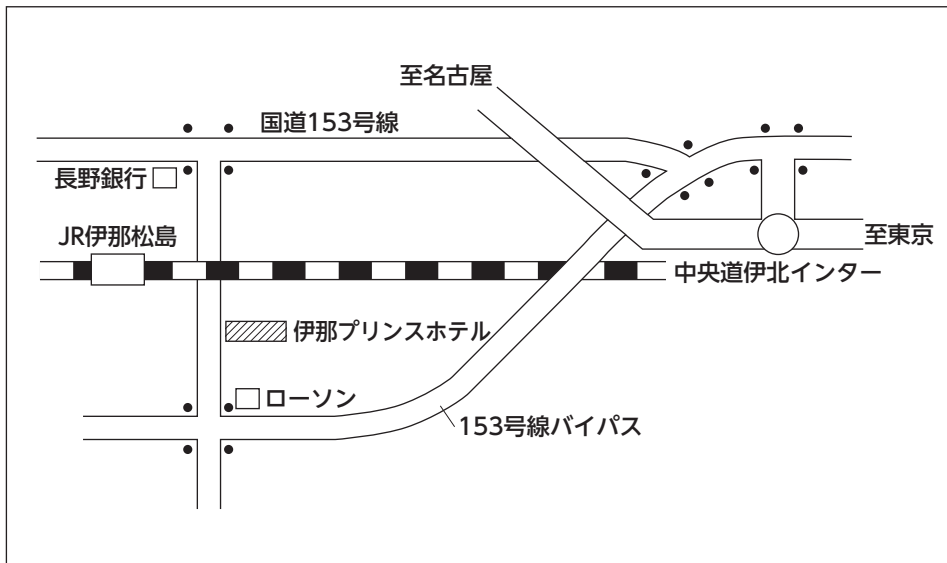 至名古屋
国道153号線
長野銀行
JR伊那松島
至東京
中央道伊北インター
伊那プリンスホテル
ローソン
153号線バイパス